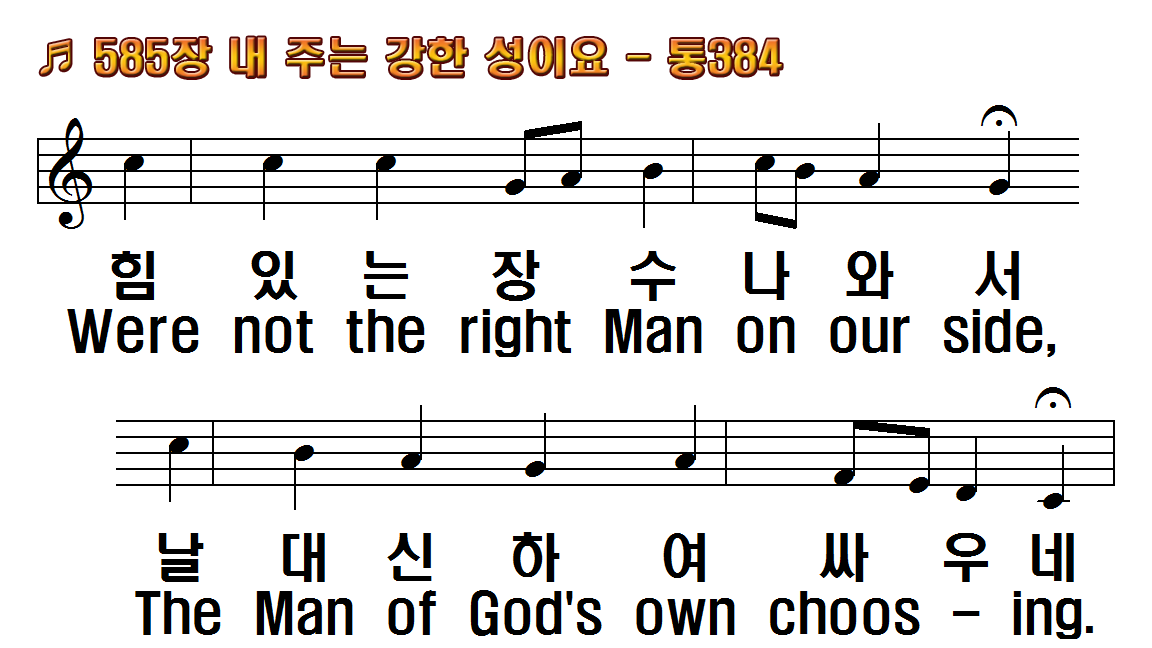 ♬ 585장 내 주는 강한 성이요 - 통384
힘 있 는 장 수 나 와 서
Were not the right Man on our side,
날 대 신 하 여 싸 우 네
The Man of God's own choos - ing.